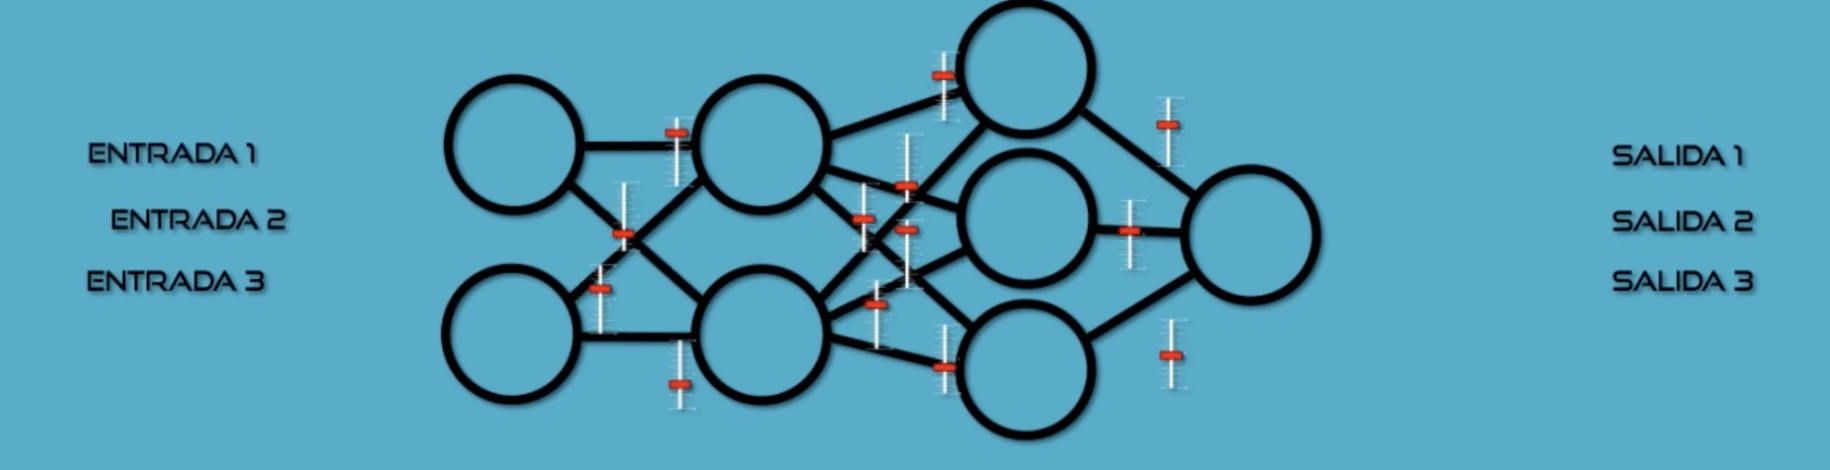 ENTRADA 1
ENTRADA 2
ENTRADA 3
SALIDA 1
SALIDA 2
SALIDA 3